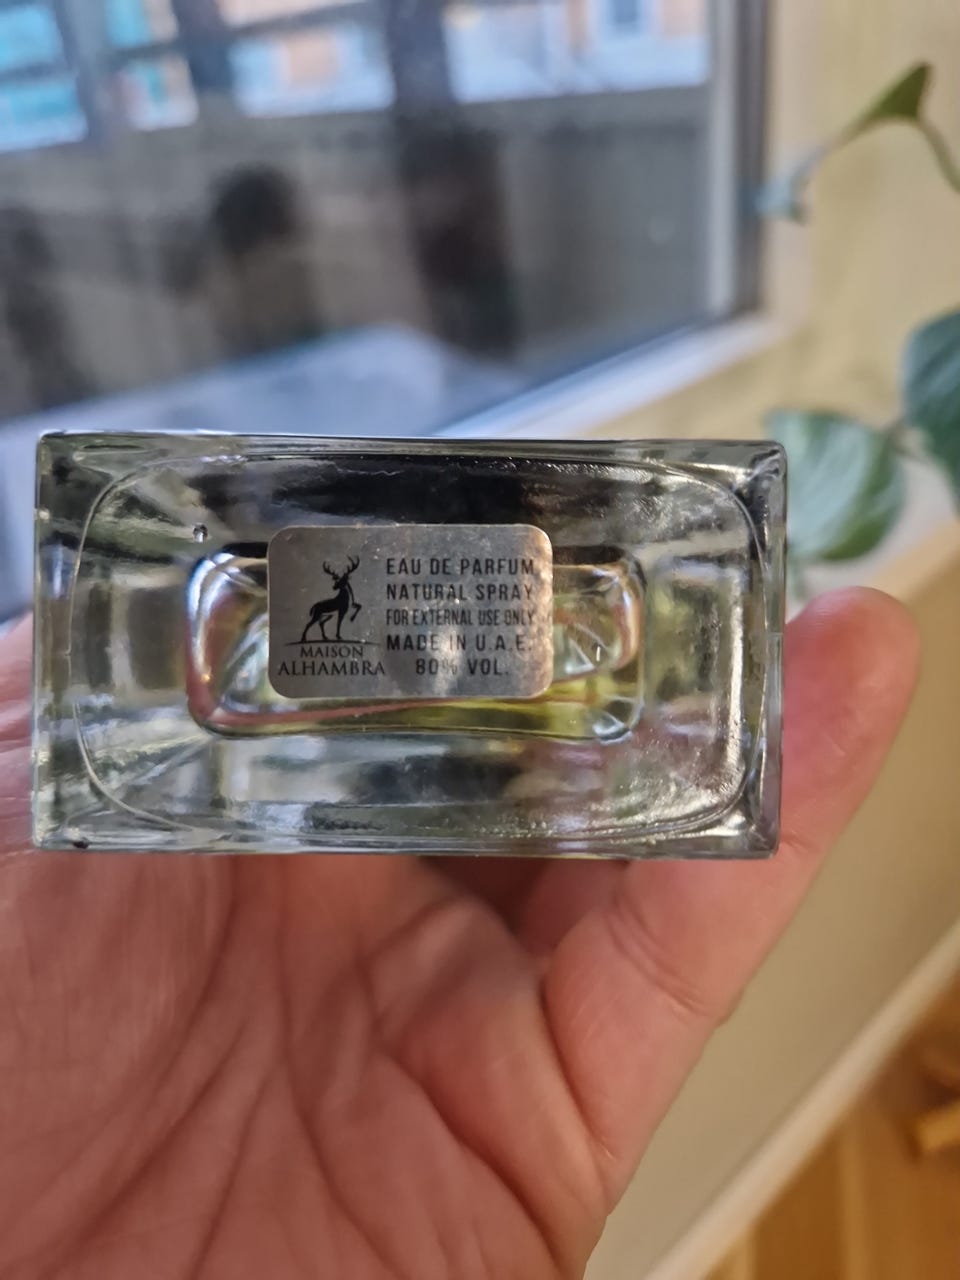 EAU DE PARFUM
NATURAL SPRAY
FOR EXTERNAL USE ONLY
MADE IN U.A.E.
80% VOL.
MAISON
ALHAMBRA